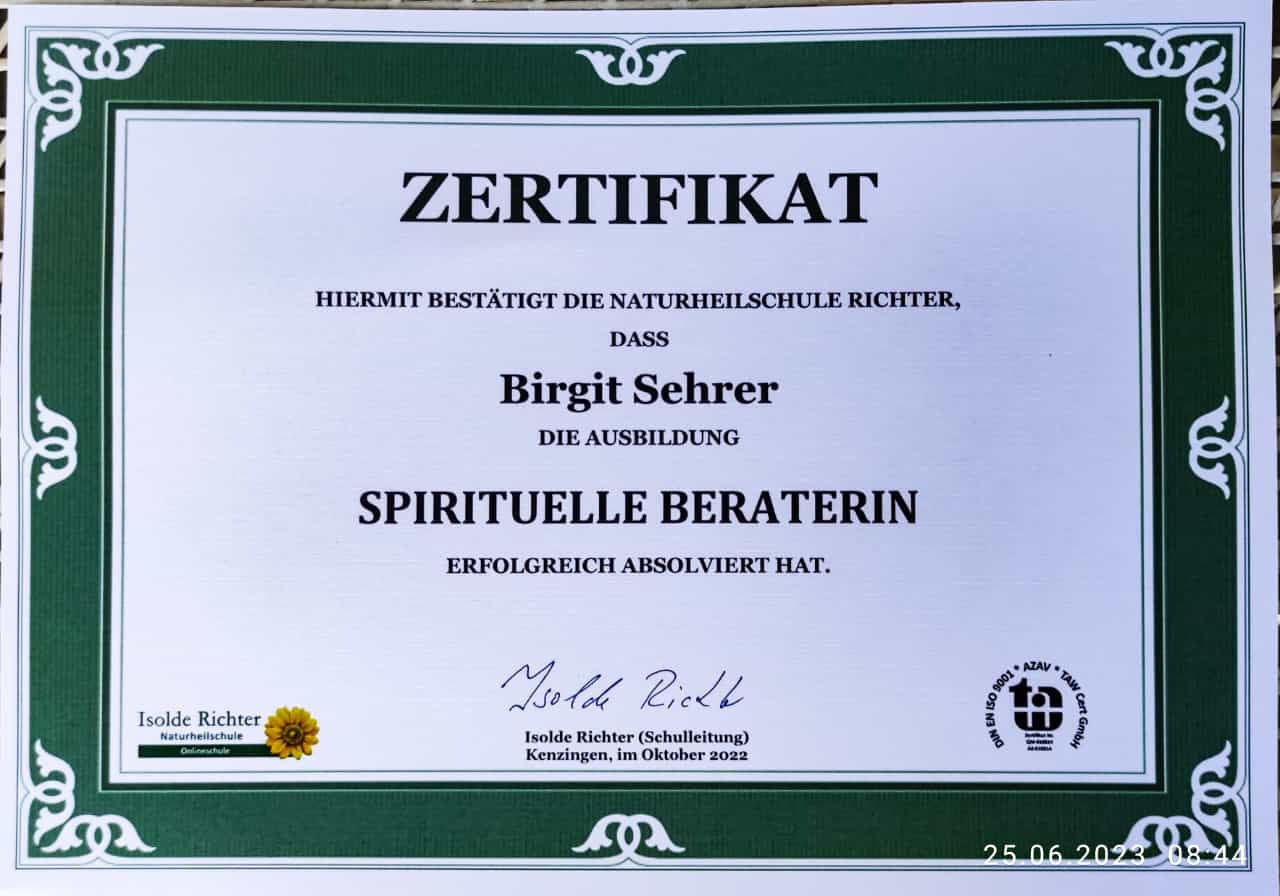 ZERTIFIKAT
HIERMIT BESTÄTIGT DIE NATURHEILSCHULE RICHTER,
DASS
Birgit Sehrer
DIE AUSBILDUNG
SPIRITUELLE BERATERIN
ERFOLGREICH ABSOLVIERT HAT.
Isolde Richter
Isolde Richter (Schulleitung)
Kenzingen, im Oktober 2022
Isolde Richter
Naturheilschule
Onlineschule
DIN EN ISO 9001 * AZAV * TAW Cert GmbH
Zertifikat Nr.
25.06.2023 08:44